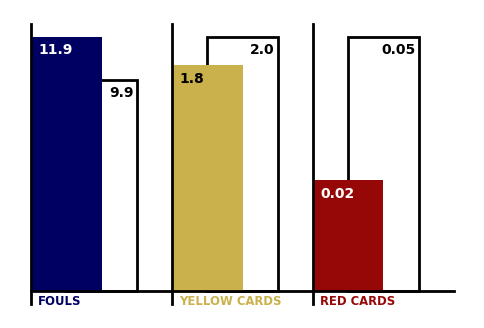 11.9
9.9
1.8
2.0
0.02
0.05
FOULS
YELLOW CARDS
RED CARDS